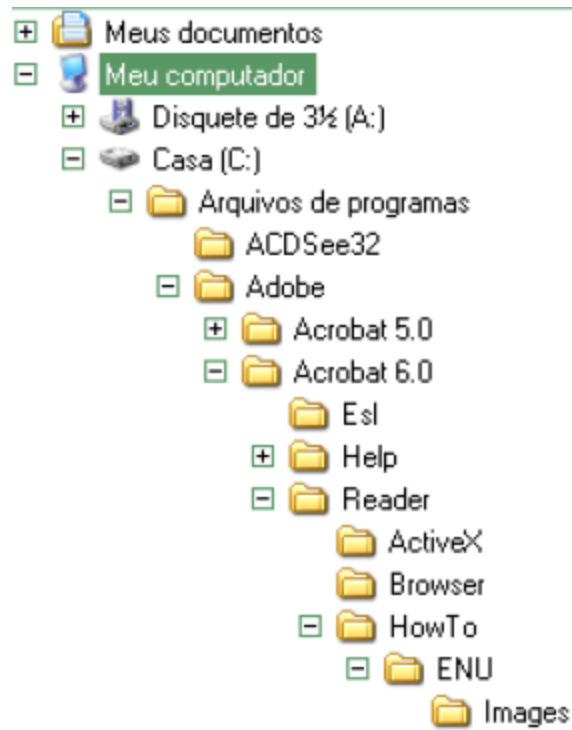 Meus documentos
Meu computador
Disquete de 3½ (A:)
Casa (C:)
Arquivos de programas
ACDSee32
Adobe
Acrobat 5.0
Acrobat 6.0
Esl
Help
Reader
ActiveX
Browser
HowTo
ENU
Images